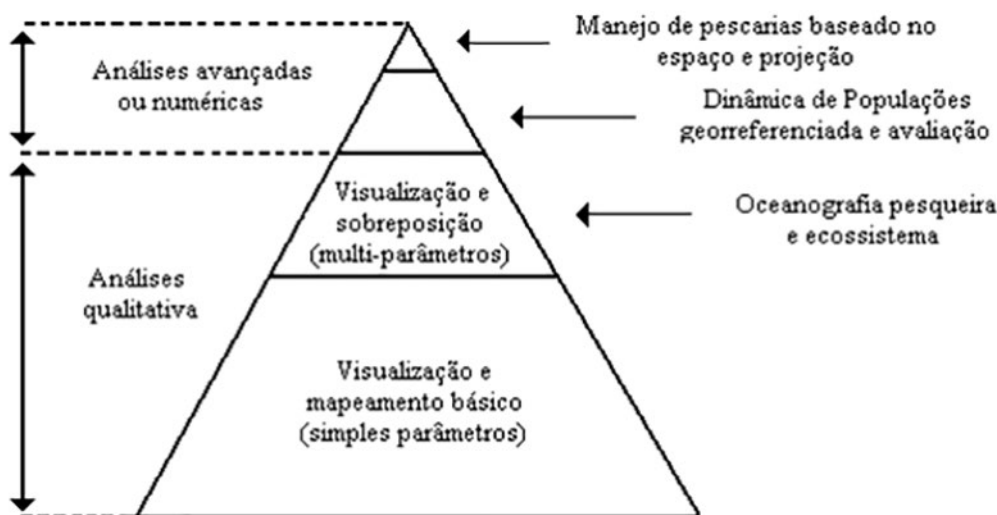 Manejo de pescarias baseado no
espaço e projeção
Análises avançadas
ou numéricas
Dinâmica de Populações
georreferenciada e avaliação
Visualização e
sobreposição
(multi-parâmetros)
Oceanografia pesqueira
e ecossistema
Análises
qualitativa
Visualização e
mapeamento básico
(simples parâmetros)